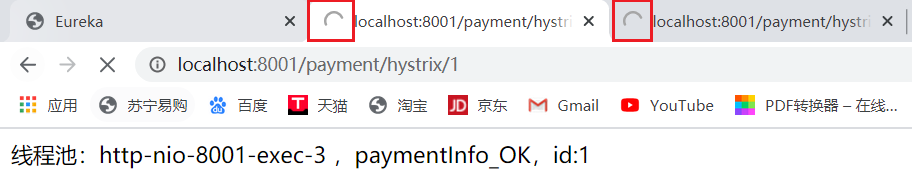 Eureka
localhost:8001/payment/hystri
localhost:8001/payment/hystri
localhost:8001/payment/hystrix/1
应用 苏宁易购 百度 天猫 淘宝 京东 Gmail YouTube PDF转换器 – 在线...
线程池：http-nio-8001-exec-3 ，paymentInfo_OK，id:1